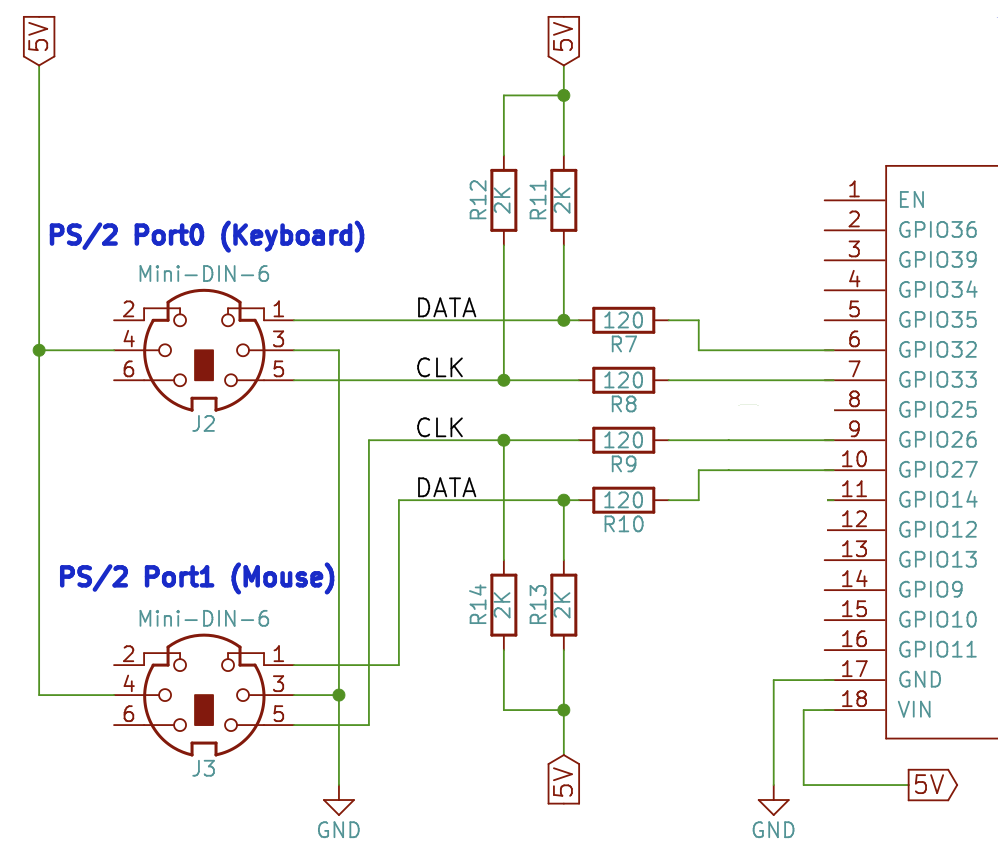 5V
5V
R12
2K
R11
2K
PS/2 Port0 (Keyboard)
Mini-DIN-6
2
1
4
3
6
5
J2
DATA
120
R7
CLK
120
R8
CLK
120
R9
DATA
120
R10
PS/2 Port1 (Mouse)
Mini-DIN-6
2
1
4
3
6
5
J3
R14
2K
R13
2K
5V
GND
GND
5V
1 EN
2 GPIO36
3 GPIO39
4 GPIO34
5 GPIO35
6 GPIO32
7 GPIO33
8 GPIO25
9 GPIO26
10 GPIO27
11 GPIO14
12 GPIO12
13 GPIO13
14 GPIO9
15 GPIO10
16 GPIO11
17 GND
18 VIN